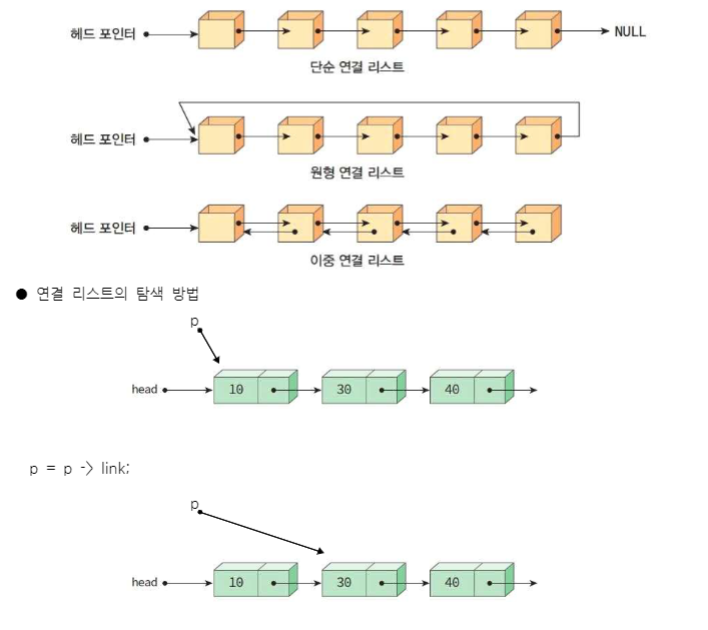 헤드 포인터 NULL
단순 연결 리스트
헤드 포인터
원형 연결 리스트
헤드 포인터
이중 연결 리스트
● 연결 리스트의 탐색 방법
p
head 10 30 40
p = p -> link;
p
head 10 30 40